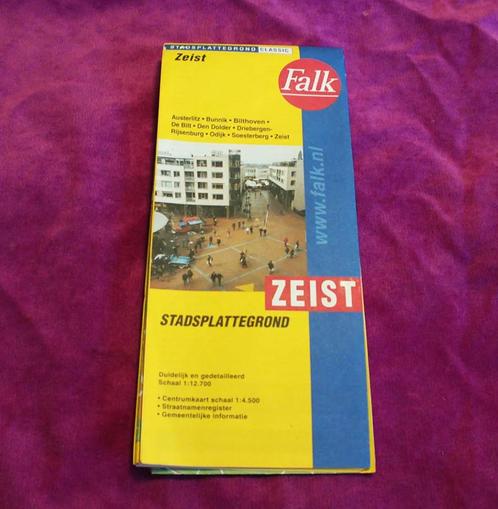 STADSPLATTEGROND CLASSIC
Zeist
Falk
Austerlitz • Bunnik • Bilthoven •
De Bilt • Den Dolder • Driebergen-
Rijsenburg • Odijk • Soesterberg • Zeist
www.falk.nl
ZEIST
STADSPLATTEGROND
Duidelijk en gedetailleerd
Schaal 1:12.700
• Centrumkaart schaal 1:4.500
• Straatnamenregister
• Gemeentelijke informatie